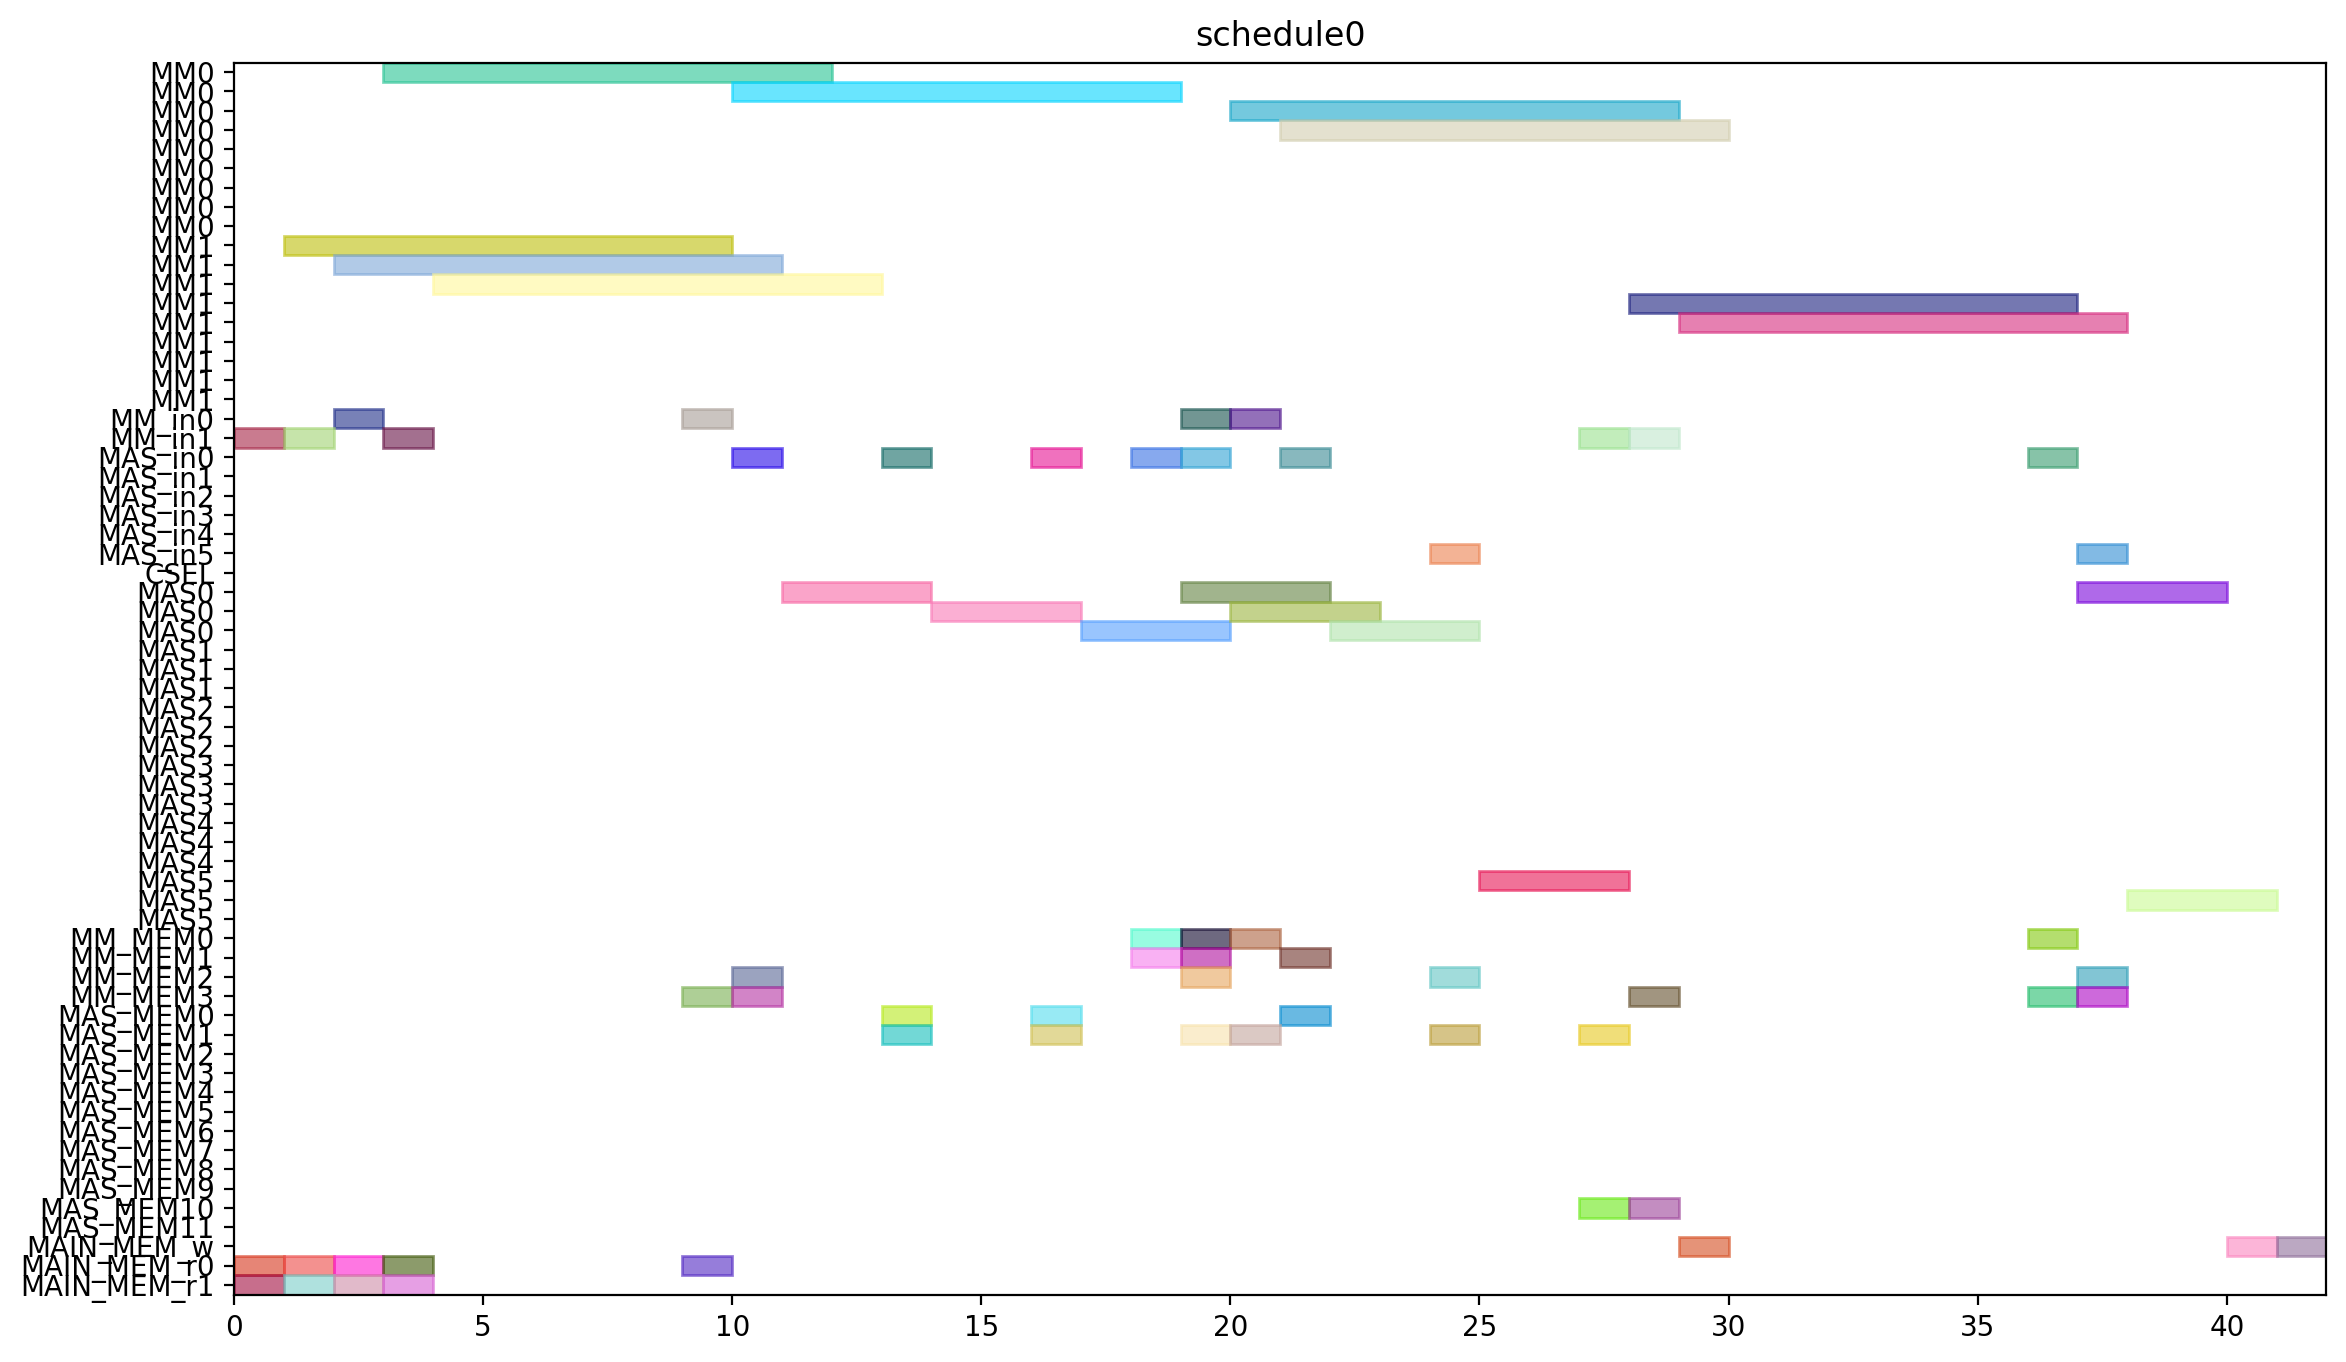 schedule0
MM0
MM0
MM0
MM0
MM0
MM0
MM0
MM0
MM0
MM1
MM1
MM1
MM1
MM1
MM1
MM1
MM1
MM1
MM_in0
MM_in1
MAS_in0
MAS_in1
MAS_in2
MAS_in3
MAS_in4
MAS_in5
CSEL
MAS0
MAS0
MAS0
MAS1
MAS1
MAS1
MAS2
MAS2
MAS2
MAS3
MAS3
MAS3
MAS4
MAS4
MAS4
MAS5
MAS5
MAS5
MM_MEM0
MM_MEM1
MM_MEM2
MM_MEM3
MAS_MEM0
MAS_MEM1
MAS_MEM2
MAS_MEM3
MAS_MEM4
MAS_MEM5
MAS_MEM6
MAS_MEM7
MAS_MEM8
MAS_MEM9
MAS_MEM10
MAS_MEM11
MAIN_MEM_w
MAIN_MEM_r0
MAIN_MEM_r1
0 5 10 15 20 25 30 35 40